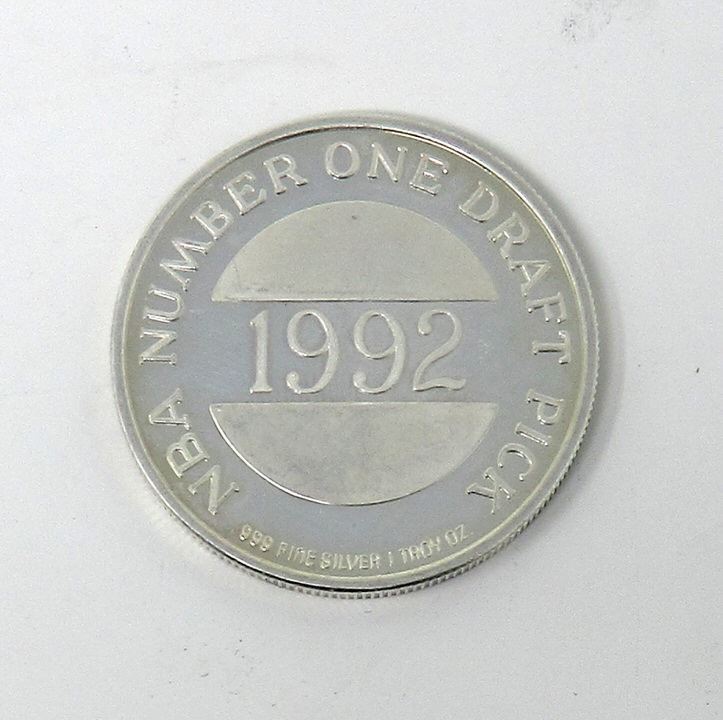 NBA NUMBER ONE DRAFT PICK
1992
999 FINE SILVER 1 TROY OZ.